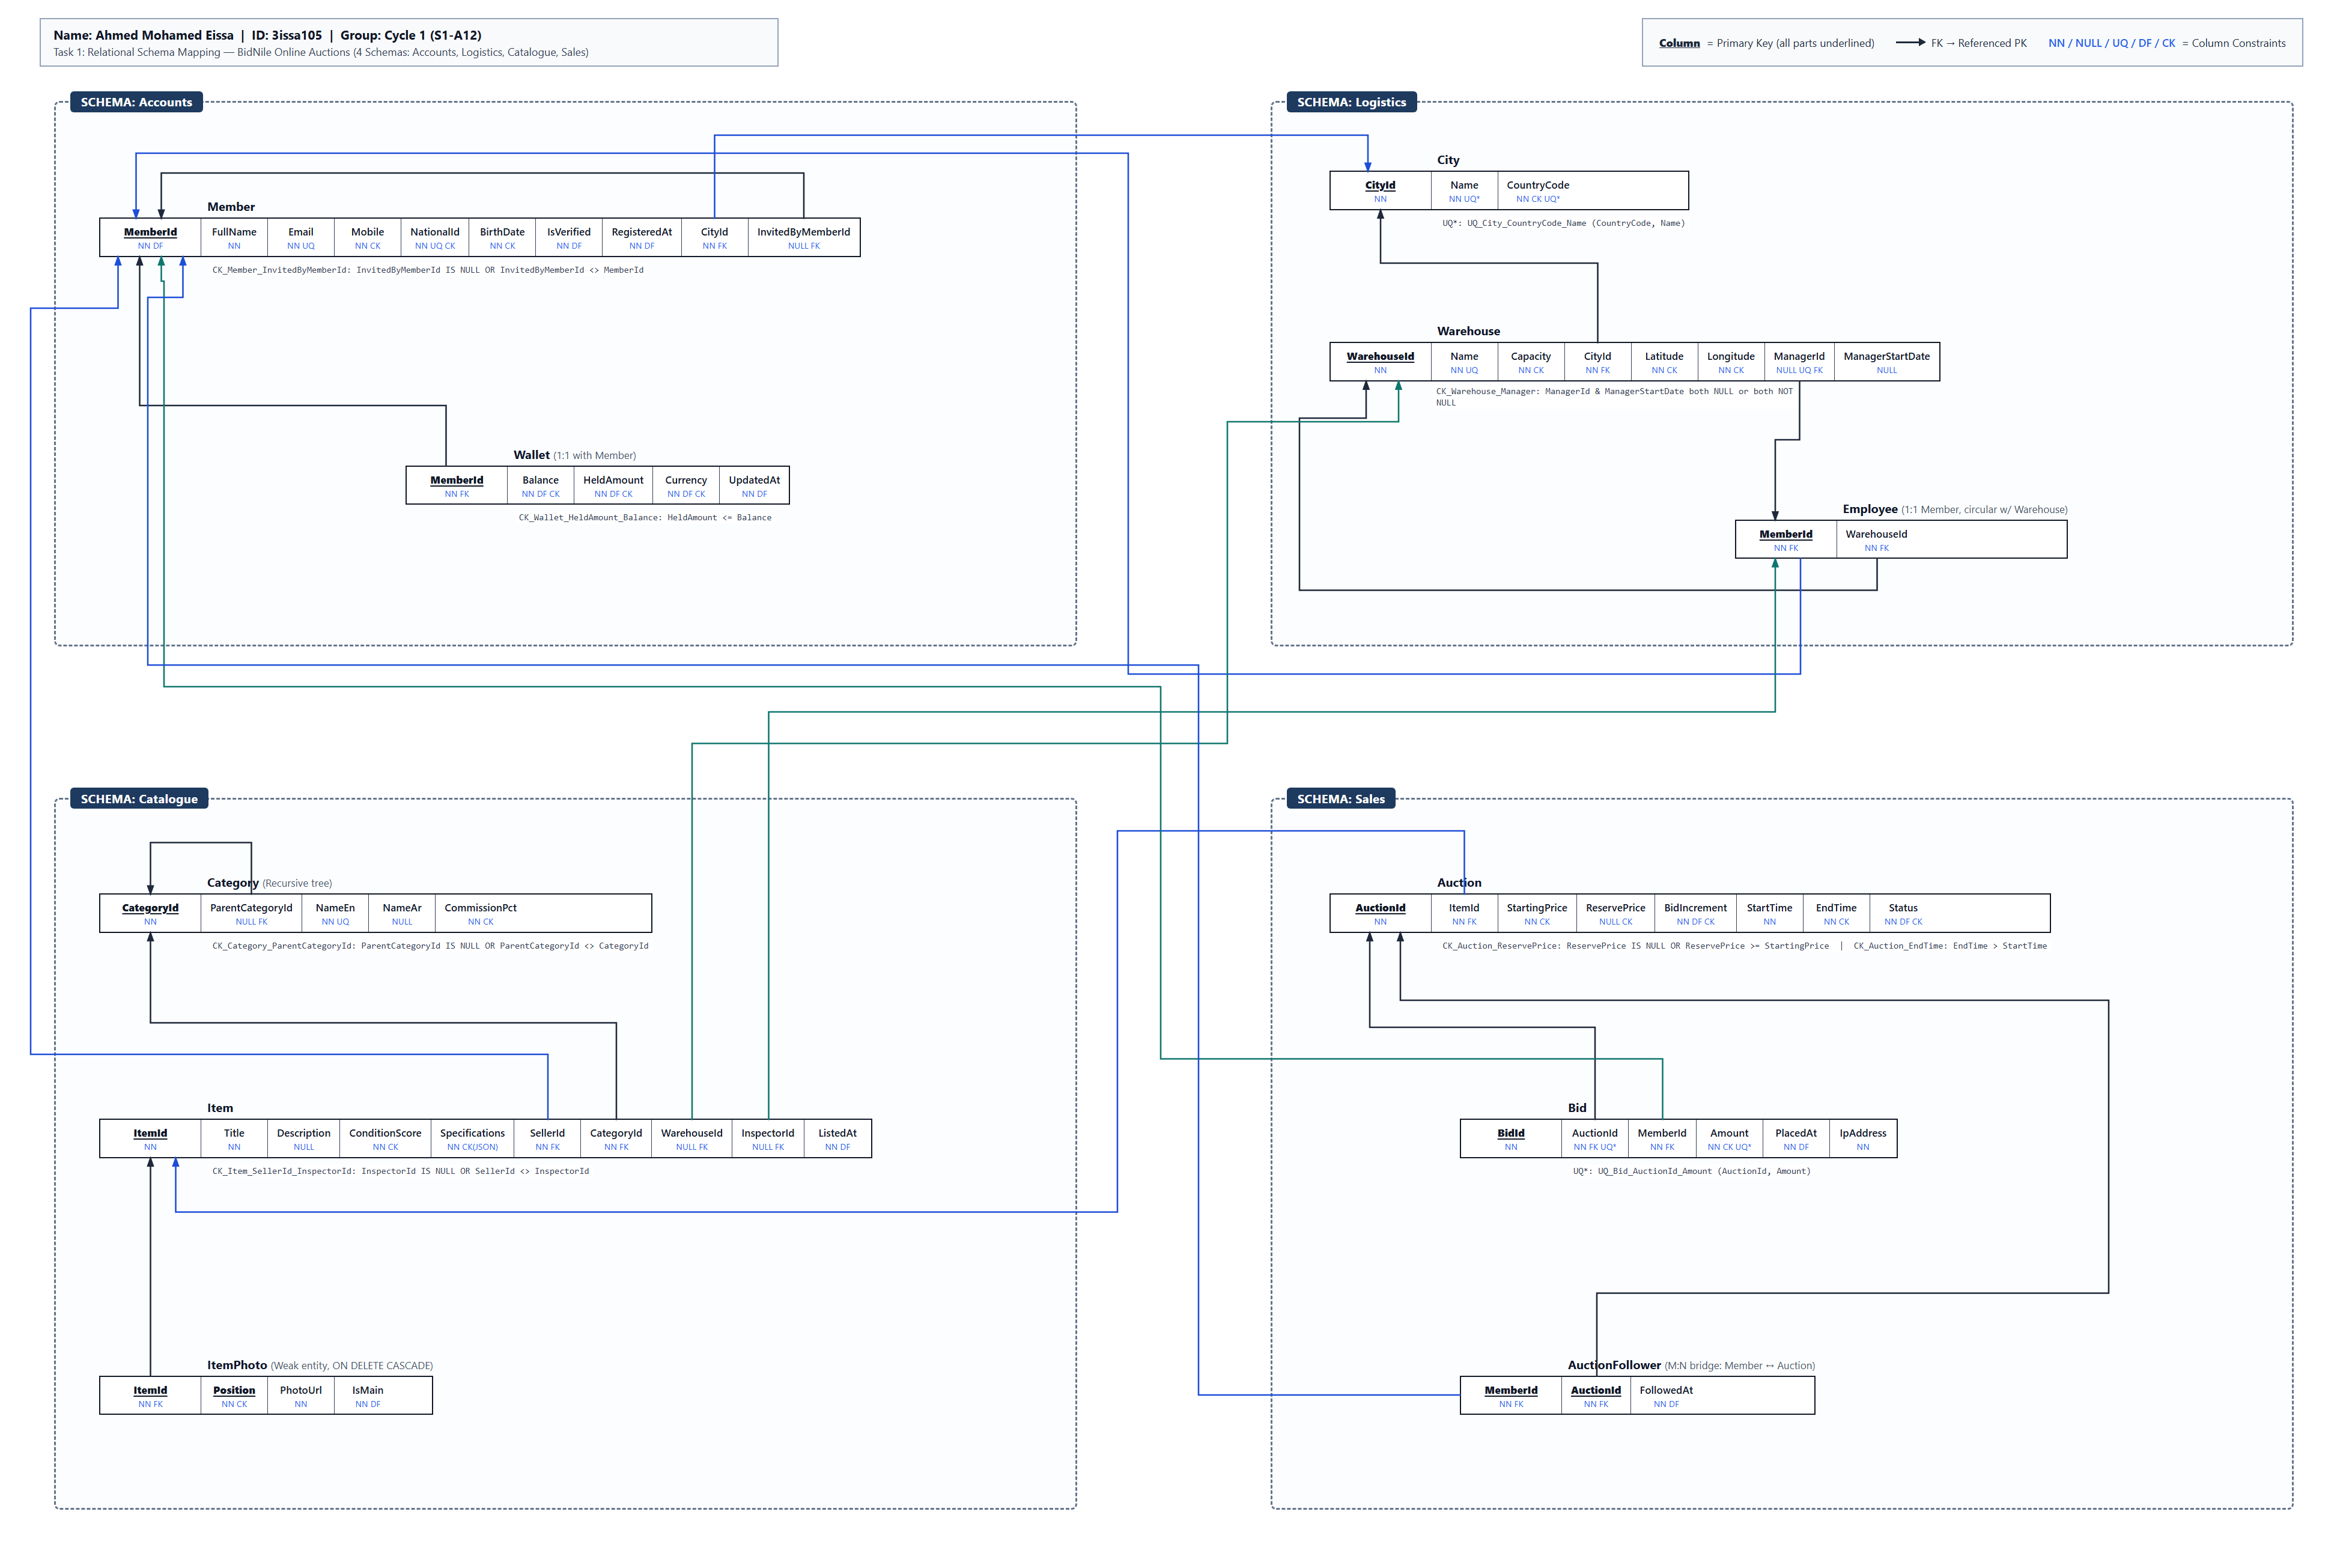 Name: Ahmed Mohamed Eissa | ID: 3issa105 | Group: Cycle 1 (S1-A12)
Task 1: Relational Schema Mapping — BidNile Online Auctions (4 Schemas: Accounts, Logistics, Catalogue, Sales)
Column = Primary Key (all parts underlined) FK → Referenced PK NN / NULL / UQ / DF / CK = Column Constraints
SCHEMA: Accounts
Member
MemberId FullName Email Mobile NationalId BirthDate IsVerified RegisteredAt CityId InvitedByMemberId
NN DF NN NN UQ NN CK NN UQ CK NN CK NN DF NN DF NN FK NULL FK
CK_Member_InvitedByMemberId: InvitedByMemberId IS NULL OR InvitedByMemberId <> MemberId
Wallet (1:1 with Member)
MemberId Balance HeldAmount Currency UpdatedAt
NN FK NN DF CK NN DF CK NN DF CK NN DF
CK_Wallet_HeldAmount_Balance: HeldAmount <= Balance
SCHEMA: Logistics
City
CityId Name CountryCode
NN NN UQ* NN CK UQ*
UQ*: UQ_City_CountryCode_Name (CountryCode, Name)
Warehouse
WarehouseId Name Capacity CityId Latitude Longitude ManagerId ManagerStartDate
NN NN UQ NN CK NN FK NN CK NN CK NULL UQ FK NULL
CK_Warehouse_Manager: ManagerId & ManagerStartDate both NULL or both NOT
NULL
Employee (1:1 Member, circular w/ Warehouse)
MemberId WarehouseId
NN FK NN FK
SCHEMA: Catalogue
Category (Recursive tree)
CategoryId ParentCategoryId NameEn NameAr CommissionPct
NN NULL FK NN UQ NULL NN CK
CK_Category_ParentCategoryId: ParentCategoryId IS NULL OR ParentCategoryId <> CategoryId
Item
ItemId Title Description ConditionScore Specifications SellerId CategoryId WarehouseId InspectorId ListedAt
NN NN NULL NN CK NN CK(JSON) NN FK NN FK NULL FK NULL FK NN DF
CK_Item_SellerId_InspectorId: InspectorId IS NULL OR SellerId <> InspectorId
ItemPhoto (Weak entity, ON DELETE CASCADE)
ItemId Position PhotoUrl IsMain
NN FK NN CK NN NN DF
SCHEMA: Sales
Auction
AuctionId ItemId StartingPrice ReservePrice BidIncrement StartTime EndTime Status
NN NN FK NN CK NULL CK NN DF CK NN NN CK NN DF CK
CK_Auction_ReservePrice: ReservePrice IS NULL OR ReservePrice >= StartingPrice | CK_Auction_EndTime: EndTime > StartTime
Bid
BidId AuctionId MemberId Amount PlacedAt IpAddress
NN NN FK UQ* NN FK NN CK UQ* NN DF NN
UQ*: UQ_Bid_AuctionId_Amount (AuctionId, Amount)
AuctionFollower (M:N bridge: Member ↔ Auction)
MemberId AuctionId FollowedAt
NN FK NN FK NN DF